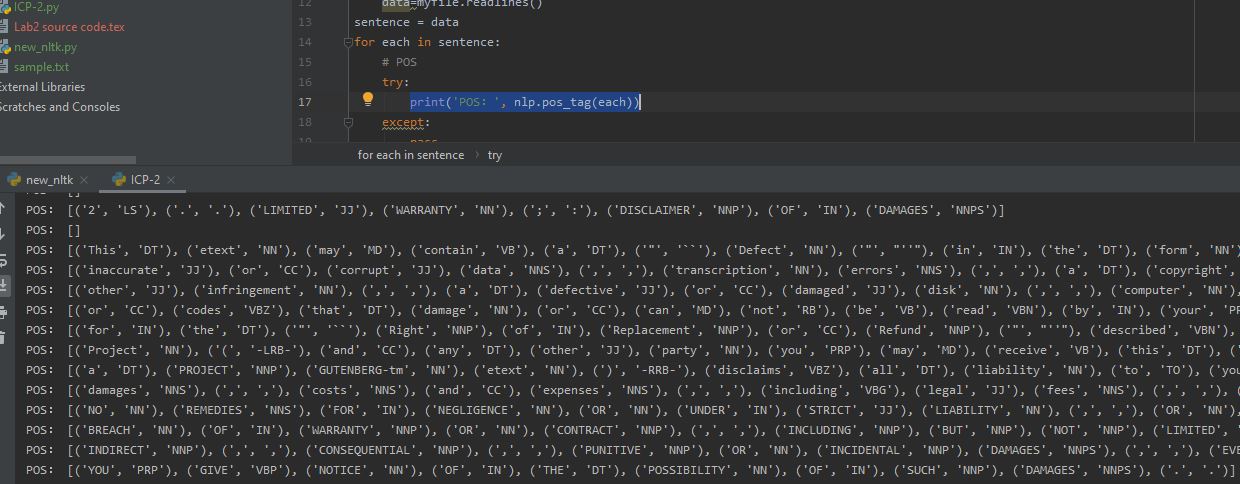 ICP-2.py
Lab2 source code.tex
new_nltk.py
sample.txt
External Libraries
Scratches and Consoles
12 data=myfile.readlines()
13 sentence = data
14 for each in sentence:
15 # POS
16 try:
17 print('POS: ', nlp.pos_tag(each))
18 except:
19 pass
for each in sentence › try
new_nltk × ICP-2 ×
POS: []
POS: [('2', 'LS'), ('.', '.'), ('LIMITED', 'JJ'), ('WARRANTY', 'NN'), (';', ':'), ('DISCLAIMER', 'NNP'), ('OF', 'IN'), ('DAMAGES', 'NNPS')]
POS: []
POS: [('This', 'DT'), ('etext', 'NN'), ('may', 'MD'), ('contain', 'VB'), ('a', 'DT'), ('"', '``'), ('Defect', 'NN'), ('"', "''"), ('in', 'IN'), ('the', 'DT'), ('form', 'NN')
POS: [('inaccurate', 'JJ'), ('or', 'CC'), ('corrupt', 'JJ'), ('data', 'NNS'), (',', ','), ('transcription', 'NN'), ('errors', 'NNS'), (',', ','), ('a', 'DT'), ('copyright',
POS: [('other', 'JJ'), ('infringement', 'NN'), (',', ','), ('a', 'DT'), ('defective', 'JJ'), ('or', 'CC'), ('damaged', 'JJ'), ('disk', 'NN'), (',', ','), ('computer', 'NN'),
POS: [('or', 'CC'), ('codes', 'VBZ'), ('that', 'DT'), ('damage', 'NN'), ('or', 'CC'), ('can', 'MD'), ('not', 'RB'), ('be', 'VB'), ('read', 'VBN'), ('by', 'IN'), ('your', 'PR
POS: [('for', 'IN'), ('the', 'DT'), ('"', '``'), ('Right', 'NNP'), ('of', 'IN'), ('Replacement', 'NNP'), ('or', 'CC'), ('Refund', 'NNP'), ('"', "''"), ('described', 'VBN'),
POS: [('Project', 'NN'), ('(', '-LRB-'), ('and', 'CC'), ('any', 'DT'), ('other', 'JJ'), ('party', 'NN'), ('you', 'PRP'), ('may', 'MD'), ('receive', 'VB'), ('this', 'DT'), (
POS: [('a', 'DT'), ('PROJECT', 'NNP'), ('GUTENBERG-tm', 'NN'), ('etext', 'NN'), (')', '-RRB-'), ('disclaims', 'VBZ'), ('all', 'DT'), ('liability', 'NN'), ('to', 'TO'), ('you
POS: [('damages', 'NNS'), (',', ','), ('costs', 'NNS'), ('and', 'CC'), ('expenses', 'NNS'), (',', ','), ('including', 'VBG'), ('legal', 'JJ'), ('fees', 'NNS'), (',', ','),
POS: [('NO', 'NN'), ('REMEDIES', 'NNS'), ('FOR', 'IN'), ('NEGLIGENCE', 'NN'), ('OR', 'NN'), ('UNDER', 'IN'), ('STRICT', 'JJ'), ('LIABILITY', 'NN'), (',', ','), ('OR', 'NN'),
POS: [('BREACH', 'NN'), ('OF', 'IN'), ('WARRANTY', 'NNP'), ('OR', 'NN'), ('CONTRACT', 'NNP'), (',', ','), ('INCLUDING', 'NNP'), ('BUT', 'NNP'), ('NOT', 'NNP'), ('LIMITED', '
POS: [('INDIRECT', 'NNP'), (',', ','), ('CONSEQUENTIAL', 'NNP'), (',', ','), ('PUNITIVE', 'NNP'), ('OR', 'NN'), ('INCIDENTAL', 'NNP'), ('DAMAGES', 'NNPS'), (',', ','), ('EVE
POS: [('YOU', 'PRP'), ('GIVE', 'VBP'), ('NOTICE', 'NN'), ('OF', 'IN'), ('THE', 'DT'), ('POSSIBILITY', 'NN'), ('OF', 'IN'), ('SUCH', 'NNP'), ('DAMAGES', 'NNPS'), ('.', '.')]